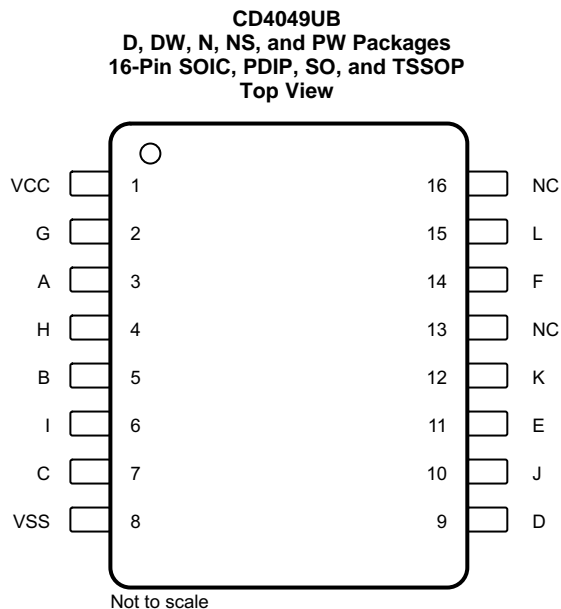 CD4049UB
D, DW, N, NS, and PW Packages
16-Pin SOIC, PDIP, SO, and TSSOP
Top View
VCC 1 16 NC
G 2 15 L
A 3 14 F
H 4 13 NC
B 5 12 K
I 6 11 E
C 7 10 J
VSS 8 9 D
Not to scale